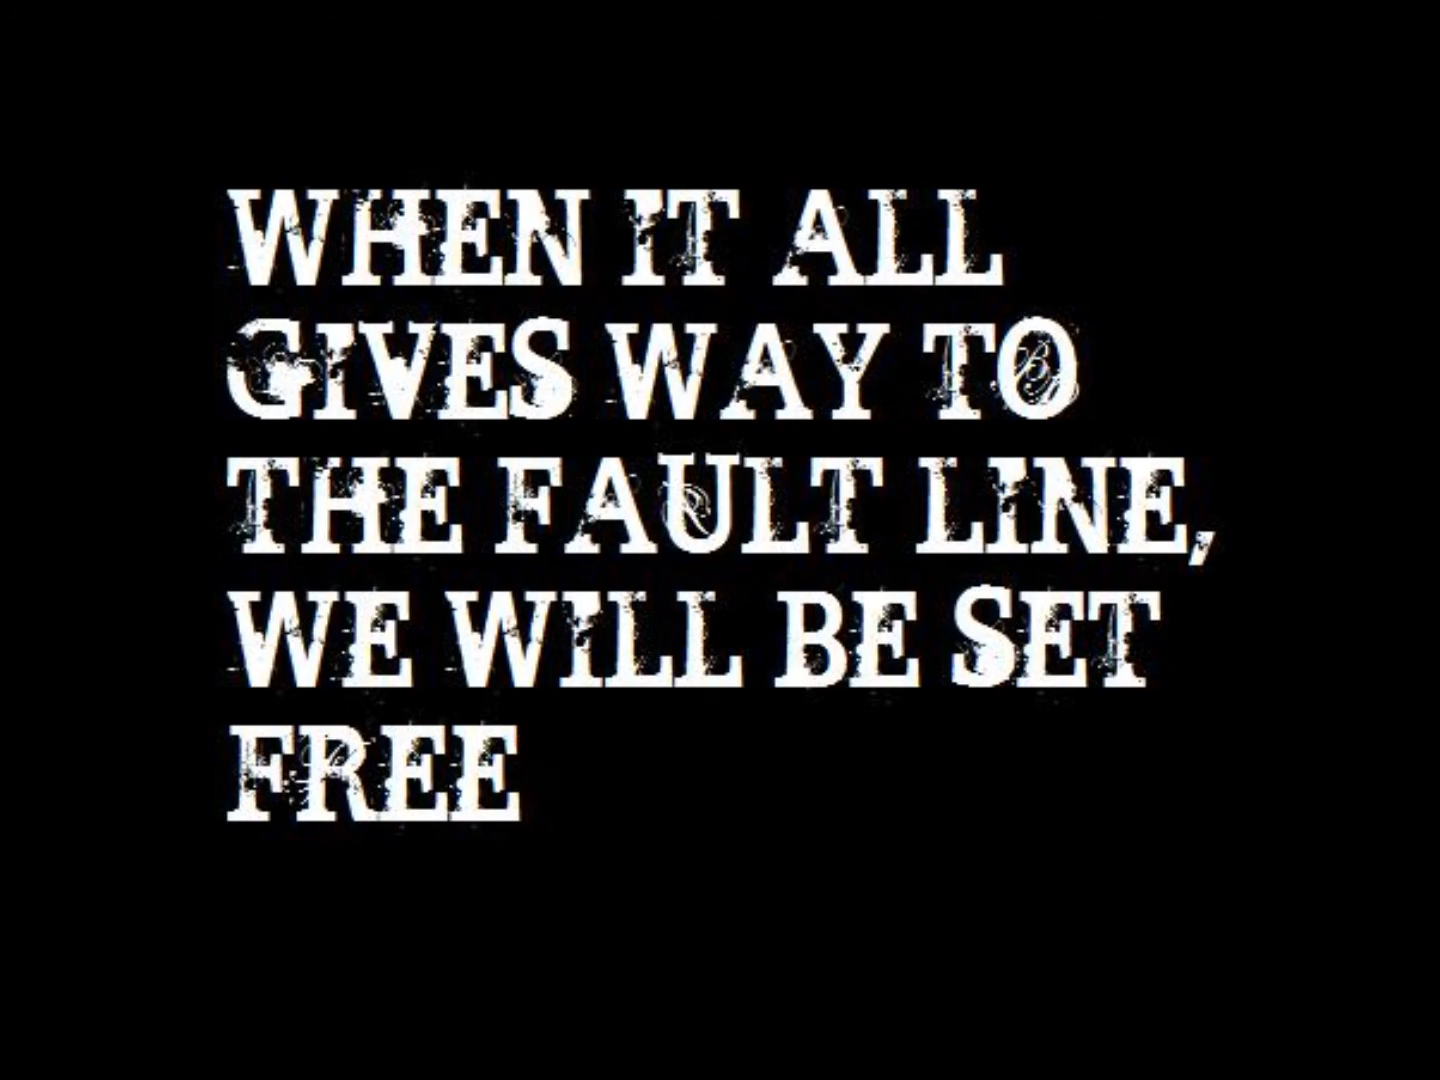 WHEN IT ALL
GIVES WAY TO
THE FAULT LINE,
WE WILL BE SET
FREE